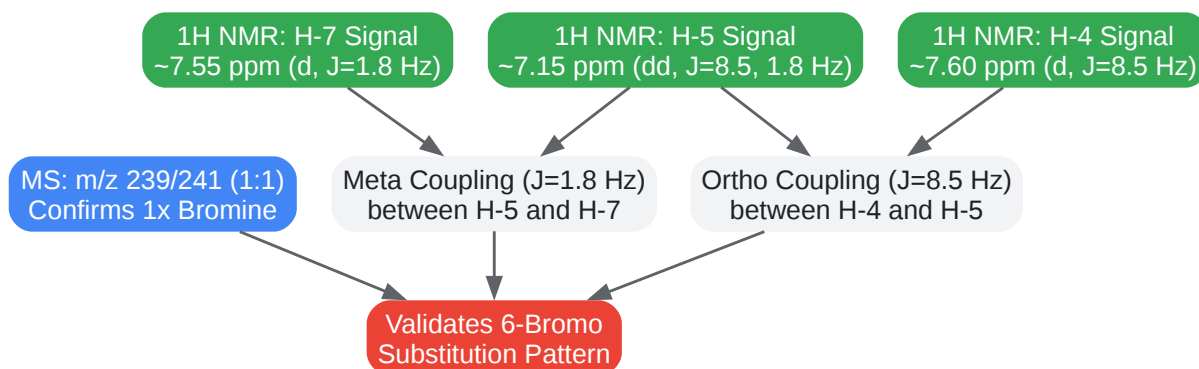 1H NMR: H-7 Signal
~7.55 ppm (d, J=1.8 Hz)
1H NMR: H-5 Signal
~7.15 ppm (dd, J=8.5, 1.8 Hz)
1H NMR: H-4 Signal
~7.60 ppm (d, J=8.5 Hz)
MS: m/z 239/241 (1:1)
Confirms 1x Bromine
Meta Coupling (J=1.8 Hz)
between H-5 and H-7
Ortho Coupling (J=8.5 Hz)
between H-4 and H-5
Validates 6-Bromo
Substitution Pattern